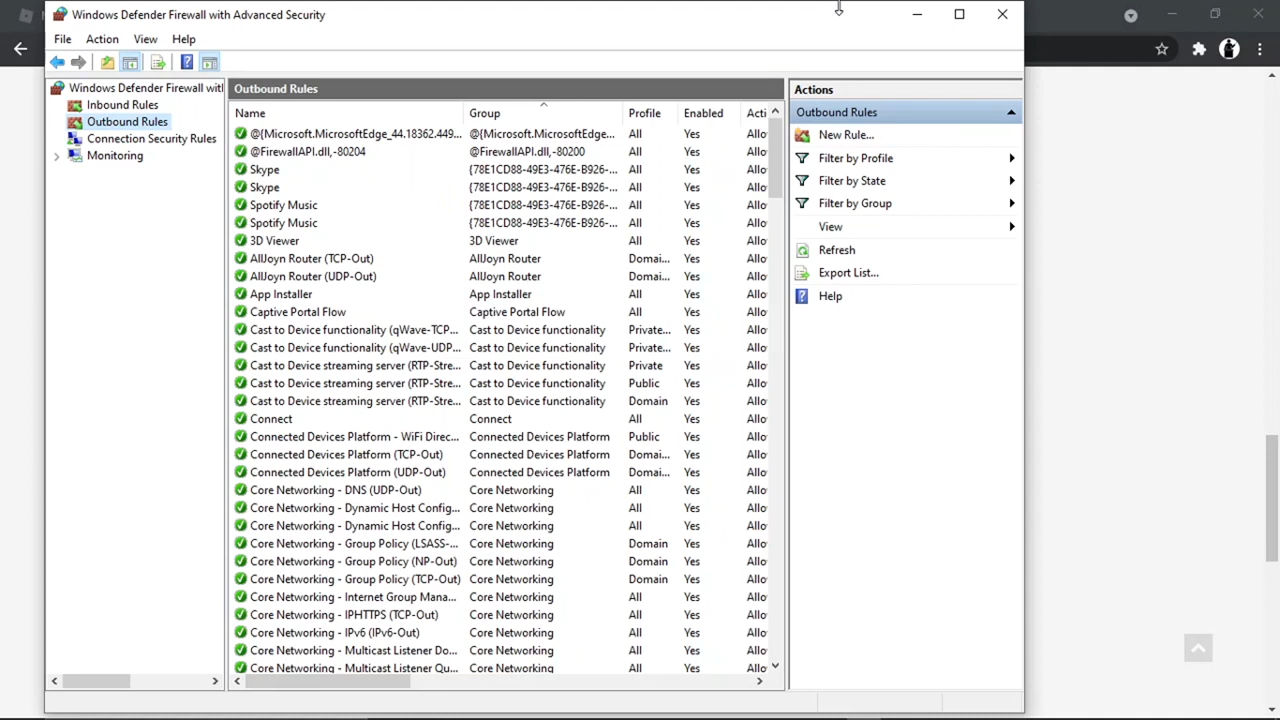 Windows Defender Firewall with Advanced Security
File Action View Help
Windows Defender Firewall wit
Inbound Rules
Outbound Rules
Connection Security Rules
Monitoring
Outbound Rules
Name Group Profile Enabled Acti
@{Microsoft.MicrosoftEdge_44.18362.449... @{Microsoft.MicrosoftEdge... All Yes Allo
@FirewallAPI.dll,-80204 @FirewallAPI.dll,-80200 All Yes Allo
Skype {78E1CD88-49E3-476E-B926-... All Yes Allo
Skype {78E1CD88-49E3-476E-B926-... All Yes Allo
Spotify Music {78E1CD88-49E3-476E-B926-... All Yes Allo
Spotify Music {78E1CD88-49E3-476E-B926-... All Yes Allo
3D Viewer 3D Viewer All Yes Allo
AllJoyn Router (TCP-Out) AllJoyn Router Domai... Yes Allo
AllJoyn Router (UDP-Out) AllJoyn Router Domai... Yes Allo
App Installer App Installer All Yes Allo
Captive Portal Flow Captive Portal Flow All Yes Allo
Cast to Device functionality (qWave-TCP... Cast to Device functionality Private... Yes Allo
Cast to Device functionality (qWave-UDP... Cast to Device functionality Private... Yes Allo
Cast to Device streaming server (RTP-Stre... Cast to Device functionality Private Yes Allo
Cast to Device streaming server (RTP-Stre... Cast to Device functionality Public Yes Allo
Cast to Device streaming server (RTP-Stre... Cast to Device functionality Domain Yes Allo
Connect Connect All Yes Allo
Connected Devices Platform - WiFi Direc... Connected Devices Platform Public Yes Allo
Connected Devices Platform (TCP-Out) Connected Devices Platform Domai... Yes Allo
Connected Devices Platform (UDP-Out) Connected Devices Platform Domai... Yes Allo
Core Networking - DNS (UDP-Out) Core Networking All Yes Allo
Core Networking - Dynamic Host Config... Core Networking All Yes Allo
Core Networking - Dynamic Host Config... Core Networking All Yes Allo
Core Networking - Group Policy (LSASS-... Core Networking Domain Yes Allo
Core Networking - Group Policy (NP-Out) Core Networking Domain Yes Allo
Core Networking - Group Policy (TCP-Out) Core Networking Domain Yes Allo
Core Networking - Internet Group Mana... Core Networking All Yes Allo
Core Networking - IPHTTPS (TCP-Out) Core Networking All Yes Allo
Core Networking - IPv6 (IPv6-Out) Core Networking All Yes Allo
Core Networking - Multicast Listener Do... Core Networking All Yes Allo
Core Networking - Multicast Listener Qu... Core Networking All Yes Allo
Actions
Outbound Rules
New Rule...
Filter by Profile
Filter by State
Filter by Group
View
Refresh
Export List...
Help